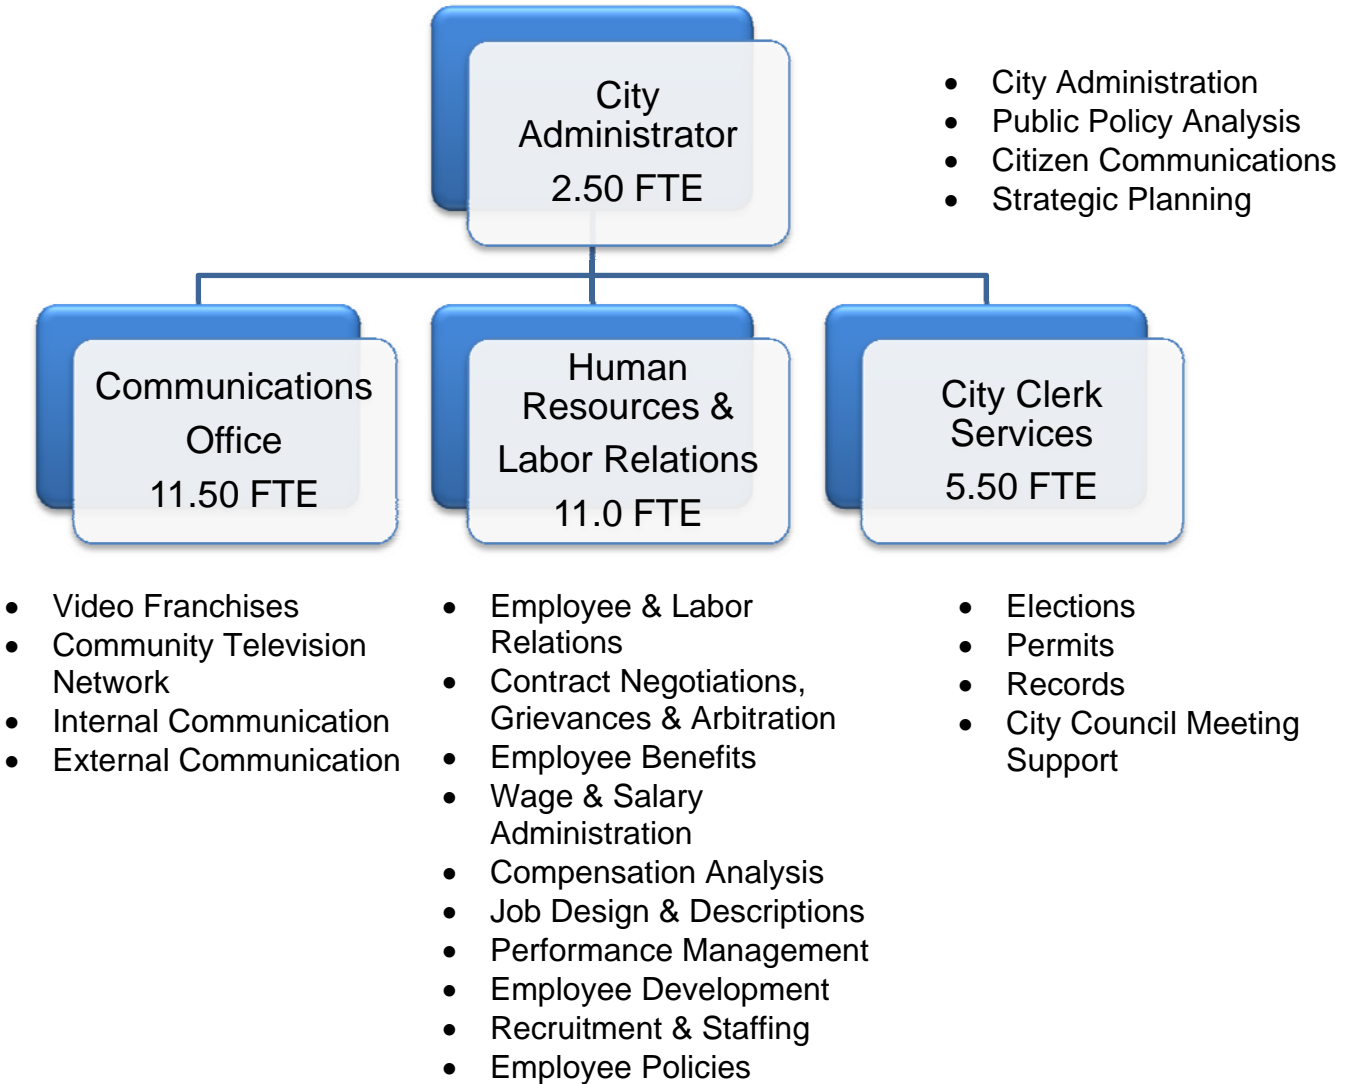 City
Administrator
2.50 FTE
• City Administration
• Public Policy Analysis
• Citizen Communications
• Strategic Planning
Communications
Office
11.50 FTE
Human
Resources &
Labor Relations
11.0 FTE
City Clerk
Services
5.50 FTE
• Video Franchises
• Community Television
Network
• Internal Communication
• External Communication
• Employee & Labor
Relations
• Contract Negotiations,
Grievances & Arbitration
• Employee Benefits
• Wage & Salary
Administration
• Compensation Analysis
• Job Design & Descriptions
• Performance Management
• Employee Development
• Recruitment & Staffing
• Employee Policies
• Elections
• Permits
• Records
• City Council Meeting
Support